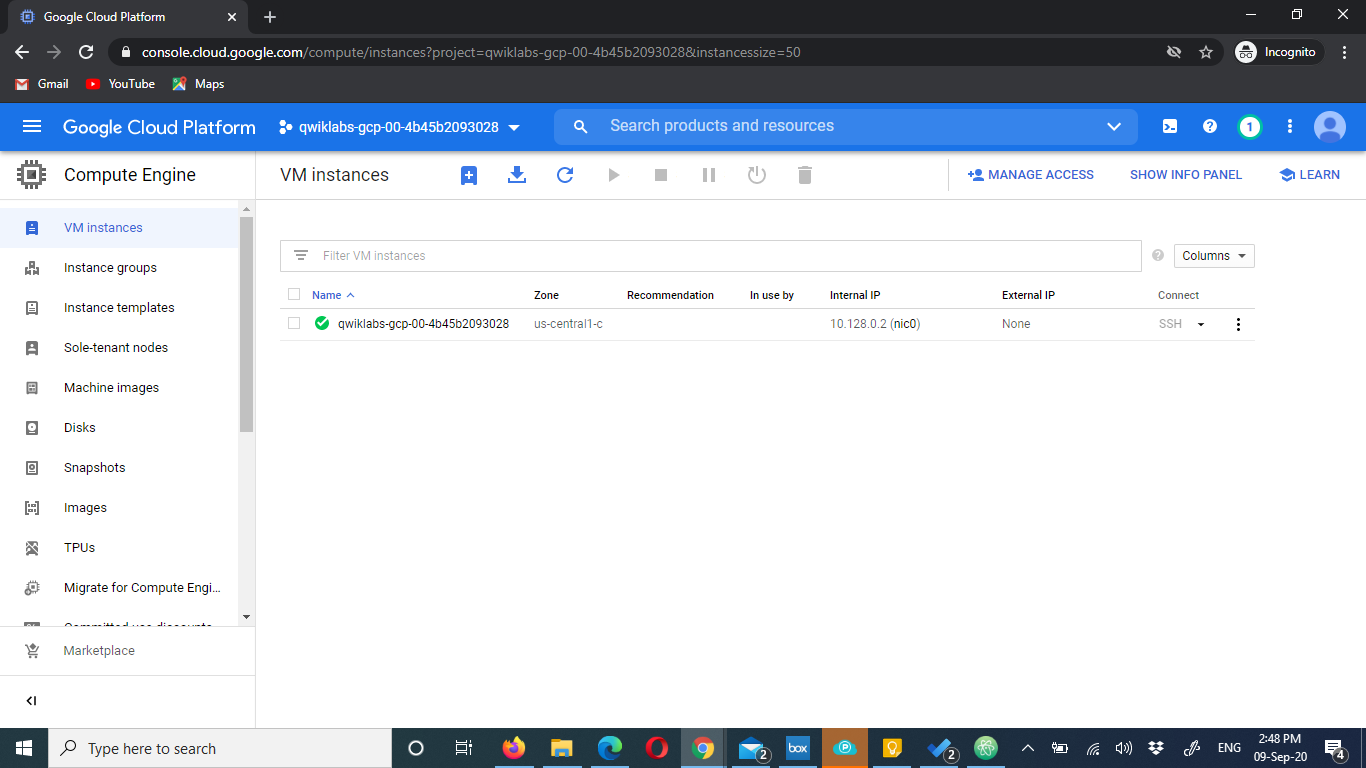 Google Cloud Platform
console.cloud.google.com/compute/instances?project=qwiklabs-gcp-00-4b45b2093028&instancessize=50
Incognito
Gmail
YouTube
Maps
Google Cloud Platform
qwiklabs-gcp-00-4b45b2093028
Search products and resources
1
Compute Engine
VM instances
MANAGE ACCESS
SHOW INFO PANEL
LEARN
VM instances
Instance groups
Instance templates
Sole-tenant nodes
Machine images
Disks
Snapshots
Images
TPUs
Migrate for Compute Engi...
Committed use discounts
Marketplace
Filter VM instances
Columns
Name Zone Recommendation In use by Internal IP External IP Connect
qwiklabs-gcp-00-4b45b2093028 us-central1-c 10.128.0.2 (nic0) None SSH
Type here to search
2
box
2
ENG
2:48 PM
09-Sep-20
4